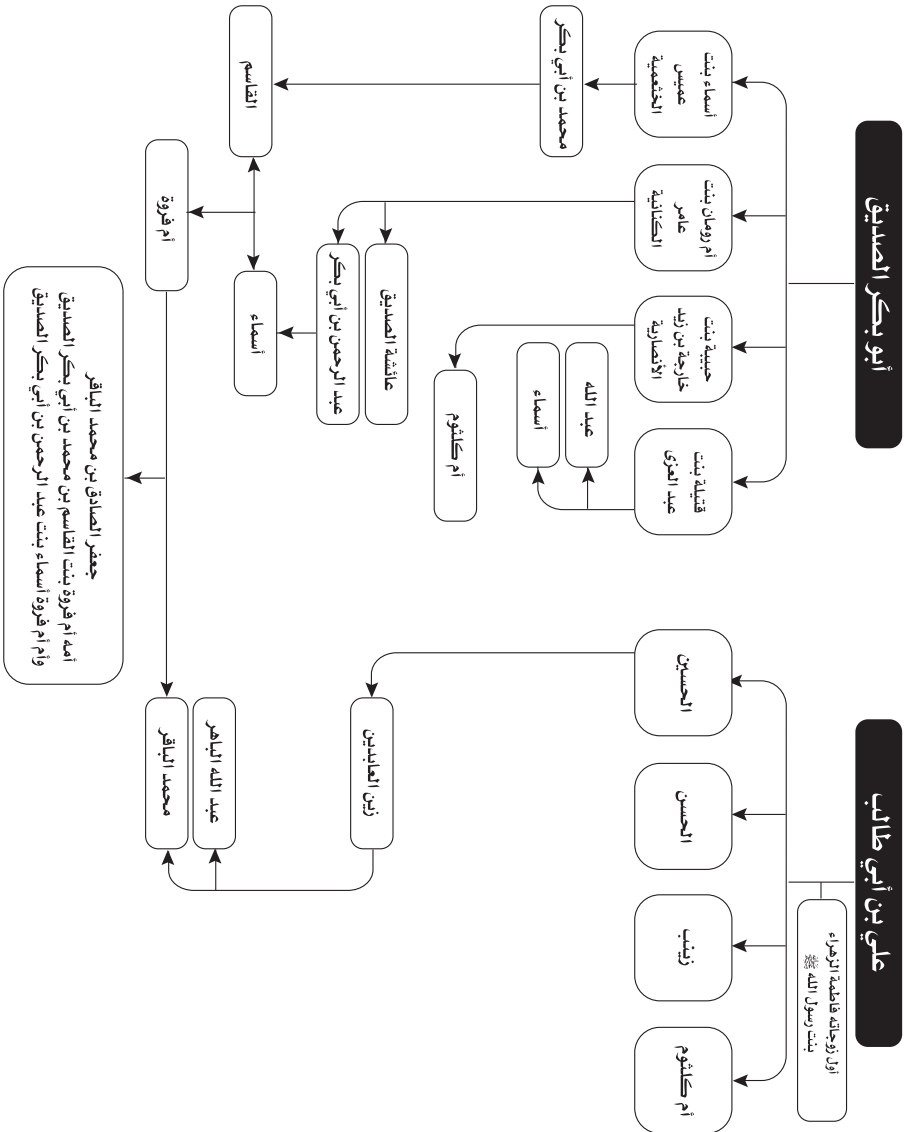 أبو بكر الصديق
أسماء بنت
عميس
الخثعمية
أم رومان بنت
عامر
الكنانية
حبيبة بنت
خارجة بن زيد
الأنصارية
قتيلة بنت
عبد العزى
محمد بن أبي بكر
عبد الله
أسماء
أم كلثوم
عائشة الصديق
عبد الرحمن بن أبي بكر
القاسم
أسماء
أم فروة
علي بن أبي طالب
أول زوجاته فاطمة الزهراء
بنت رسول الله ﷺ
الحسين
الحسن
زينب
أم كلثوم
زين العابدين
عبد الله الباهر
محمد الباقر
جعفر الصادق بن محمد الباقر
أمه أم فروة بنت القاسم بن محمد بن أبي بكر الصديق
وأم أم فروة أسماء بنت عبد الرحمن بن أبي بكر الصديق